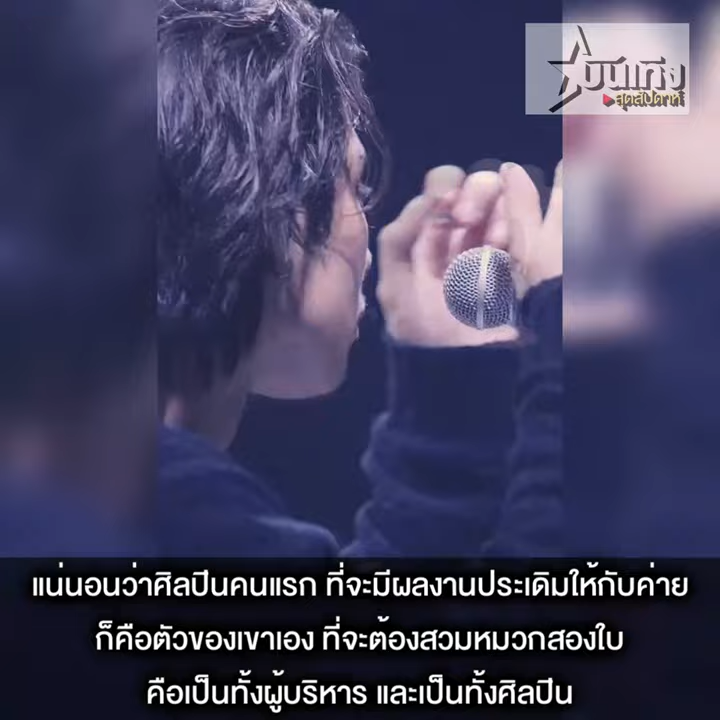 บันเทิง
สุดสัปดาห์
แน่นอนว่าศิลปินคนแรก ที่จะมีผลงานประเดิมให้กับค่าย
ก็คือตัวของเขาเอง ที่จะต้องสวมหมวกสองใบ
คือเป็นทั้งผู้บริหาร และเป็นทั้งศิลปิน